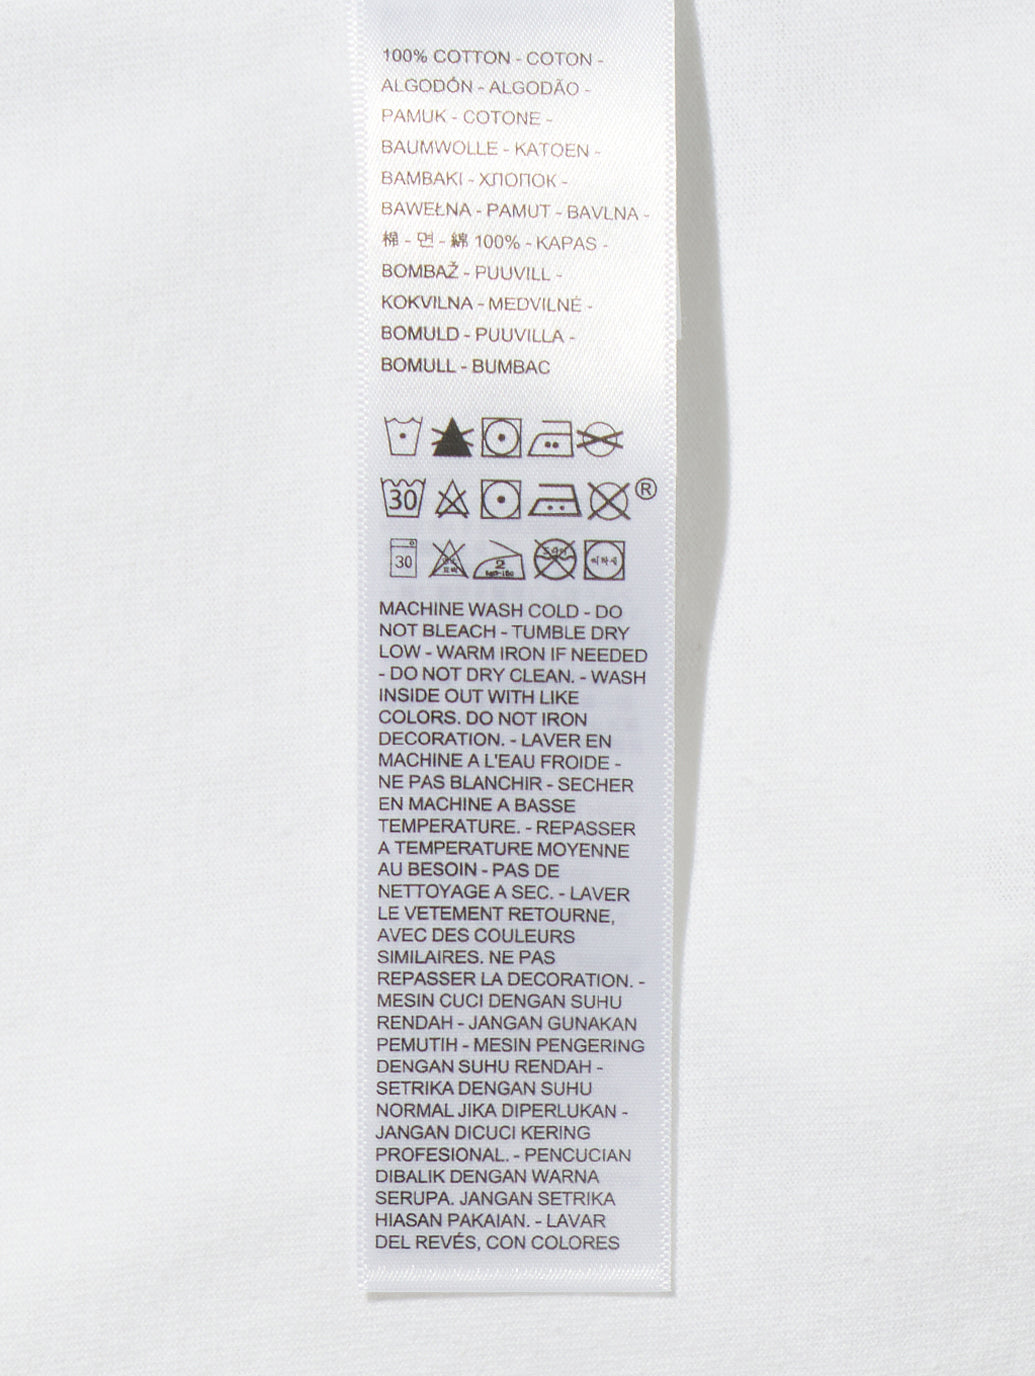 100% COTTON - COTON -
ALGODÓN - ALGODÃO -
PAMUK - COTONE -
BAUMWOLLE - KATOEN -
BAMBAKI - ХЛОПОК -
BAWEŁNA - PAMUT - BAVLNA -
棉 - 면 - 綿 100% - KAPAS -
BOMBAŽ - PUUVILL -
KOKVILNA - MEDVILNĖ -
BOMULD - PUUVILLA -
BOMULL - BUMBAC
30 ®
30 2
MACHINE WASH COLD - DO
NOT BLEACH - TUMBLE DRY
LOW - WARM IRON IF NEEDED
- DO NOT DRY CLEAN. - WASH
INSIDE OUT WITH LIKE
COLORS. DO NOT IRON
DECORATION. - LAVER EN
MACHINE A L'EAU FROIDE -
NE PAS BLANCHIR - SECHER
EN MACHINE A BASSE
TEMPERATURE. - REPASSER
A TEMPERATURE MOYENNE
AU BESOIN - PAS DE
NETTOYAGE A SEC. - LAVER
LE VETEMENT RETOURNE,
AVEC DES COULEURS
SIMILAIRES. NE PAS
REPASSER LA DECORATION. -
MESIN CUCI DENGAN SUHU
RENDAH - JANGAN GUNAKAN
PEMUTIH - MESIN PENGERING
DENGAN SUHU RENDAH -
SETRIKA DENGAN SUHU
NORMAL JIKA DIPERLUKAN -
JANGAN DICUCI KERING
PROFESIONAL. - PENCUCIAN
DIBALIK DENGAN WARNA
SERUPA. JANGAN SETRIKA
HIASAN PAKAIAN. - LAVAR
DEL REVÉS, CON COLORES